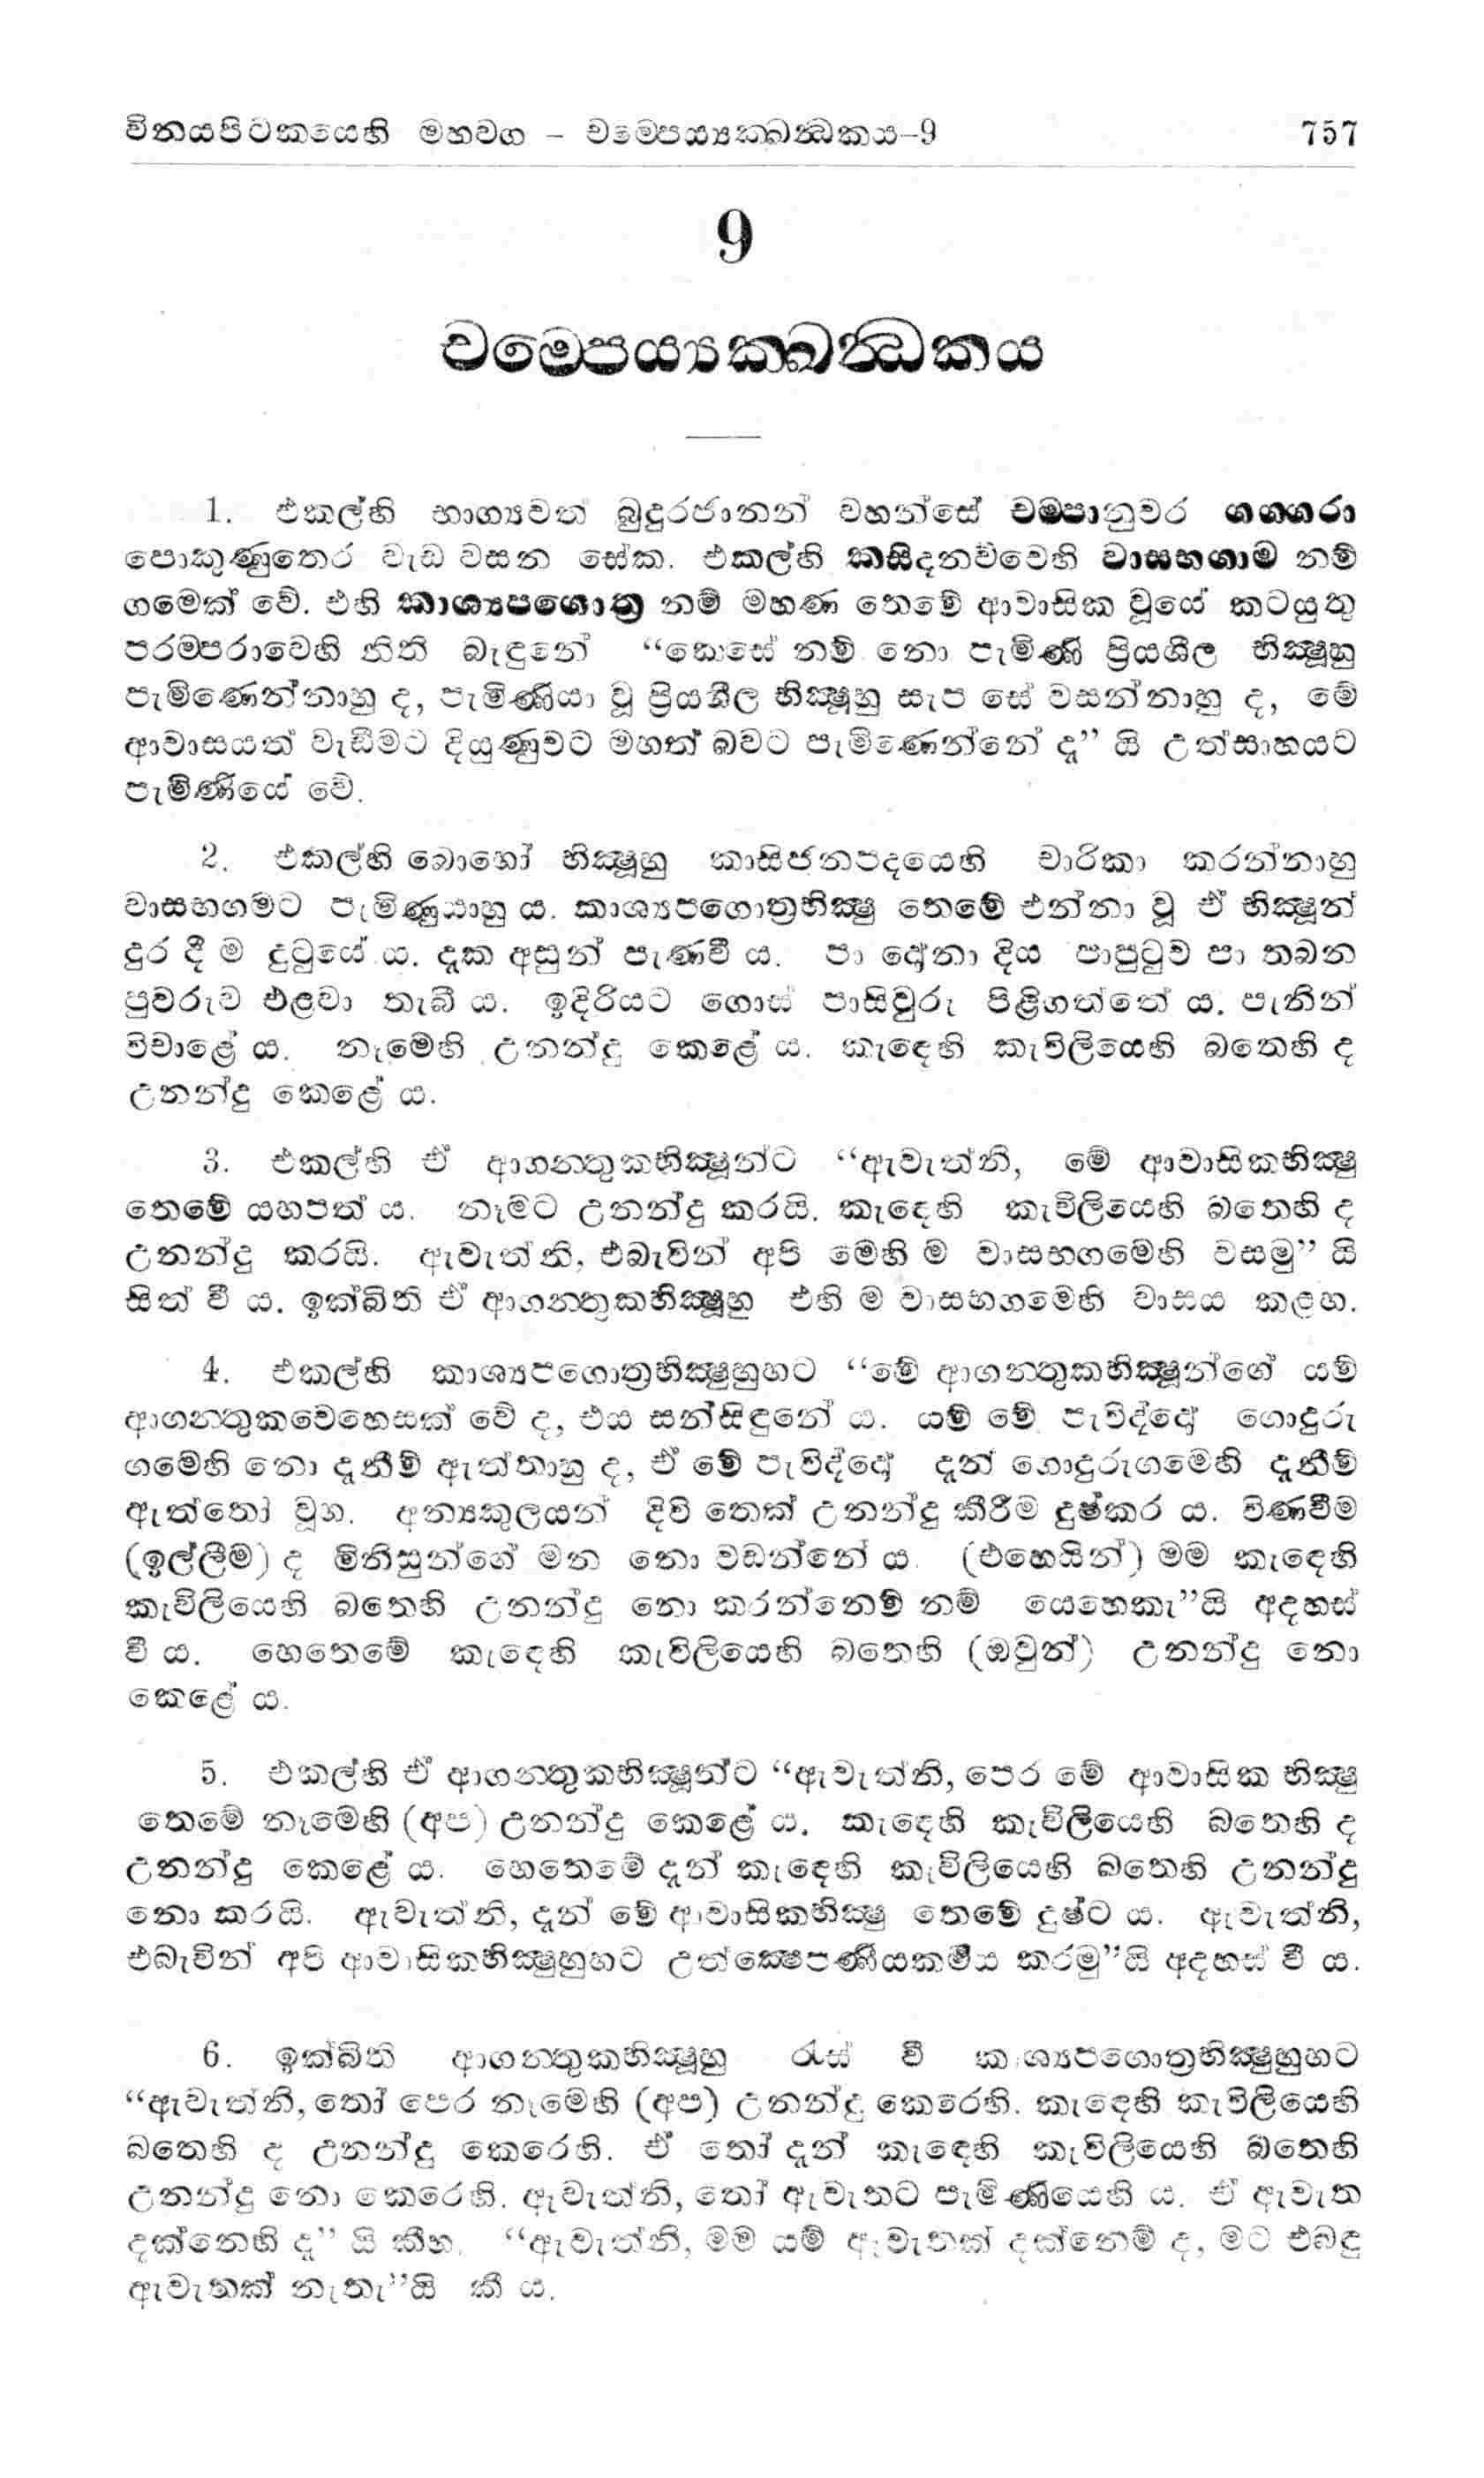 විනයපිටකයෙහි මහවග - චම්පෙය්‍යක්ඛන්ධකය-9 757
9
චම්පෙය්‍යක්ඛන්ධකය
1. එකල්හි භාග්‍යවත් බුදුරජානන් වහන්සේ චම්පානුවර ගග්ගරා
පොකුණුතෙර වැඩ වසන සේක. එකල්හි කසිදනව්වෙහි වාසභගාම නම්
ගමෙක් වේ. එහි කාශ්‍යපගොත්‍ර නම් මහණ තෙමේ ආවාසික වූයේ කටයුතු
පරම්පරාවෙහි නිති බැඳුනේ “කෙසේ නම් නො පැමිණි ප්‍රියශීල භික්‍ෂූහු
පැමිණෙන්නාහු ද, පැමිණියා වූ ප්‍රියශීල භික්‍ෂූහු සැප සේ වසන්නාහු ද, මේ
ආවාසයත් වැඩීමට දියුණුවට මහත් බවට පැමිණෙන්නේ දැ” යි උත්සාහයට
පැමිණියේ වේ.
2. එකල්හි බොහෝ භික්‍ෂූහු කාසිජනපදයෙහි චාරිකා කරන්නාහු
වාසභගමට පැමිණුයාහු ය. කාශ්‍යපගොත්‍රභික්‍ෂු තෙමේ එන්නා වූ ඒ භික්‍ෂූන්
දුර දී ම දුටුයේ ය. දැක අසුන් පැණවී ය. පා දෝනා දිය පාපුටුව පා තබන
පුවරුව එළවා තැබී ය. ඉදිරියට ගොස් පාසිවුරු පිළිගත්තේ ය. පැනින්
විචාළේ ය. නෑමෙහි උනන්දු කෙළේ ය. කැඳෙහි කැවිලියෙහි බතෙහි ද
උනන්දු කෙළේ ය.
3. එකල්හි ඒ ආගන්තුකභික්‍ෂූන්ට “ඇවැත්නි, මේ ආවාසිකභික්‍ෂු
තෙමේ යහපත් ය. නෑමට උනන්දු කරයි. කැඳෙහි කැවිලියෙහි බතෙහි ද
උනන්දු කරයි. ඇවැත්නි, එබැවින් අපි මෙහි ම වාසභගමෙහි වසමු” යි
සිත් වී ය. ඉක්බිති ඒ ආගන්තුකභික්‍ෂූහු එහි ම වාසභගමෙහි වාසය කළහ.
4. එකල්හි කාශ්‍යපගොත්‍රභික්‍ෂුහුහට “මේ ආගන්තුකභික්‍ෂූන්ගේ යම්
ආගන්තුකවෙහෙසක් වේ ද, එය සන්සිඳුනේ ය. යම් මේ පැවිද්දෝ ගොදුරු
ගමෙහි නො දැනීම් ඇත්තාහු ද, ඒ මේ පැවිද්දෝ දැන් ගොදුරුගමෙහි දැනීම්
ඇත්තෝ වූහ. අන්‍යකුලයන් දිවි තෙක් උනන්දු කිරීම දුෂ්කර ය. විණවීම
(ඉල්ලීම) ද මිනිසුන්ගේ මන නො වඩන්නේ ය. (එහෙයින්) මම කැඳෙහි
කැවිලියෙහි බතෙහි උනන්දු නො කරන්නෙම් නම් යෙහෙකැ”යි අදහස්
වී ය. හෙතෙමේ කැඳෙහි කැවිලියෙහි බතෙහි (ඔවුන්) උනන්දු නො
කෙළේ ය.
5. එකල්හි ඒ ආගන්තුකභික්‍ෂූන්ට “ඇවැත්නි, පෙර මේ ආවාසික භික්‍ෂු
තෙමේ නෑමෙහි (අප) උනන්දු කෙළේ ය. කැඳෙහි කැවිලියෙහි බතෙහි ද
උනන්දු කෙළේ ය. හෙතෙමේ දැන් කැඳෙහි කැවිලියෙහි බතෙහි උනන්දු
නො කරයි. ඇවැත්නි, දැන් මේ ආවාසිකභික්‍ෂු තෙමේ දුෂ්ට ය. ඇවැත්නි,
එබැවින් අපි ආවාසිකභික්‍ෂුහුහට උත්ක්‍ෂෙපණීයකර්‍මය කරමු”යි අදහස් වී ය.
6. ඉක්බිති ආගන්තුකභික්‍ෂූහු රැස් වී කාශ්‍යපගොත්‍රභික්‍ෂුහුහට
“ඇවැත්නි, තෝ පෙර නෑමෙහි (අප) උනන්දු කෙරෙහි. කැඳෙහි කැවිලියෙහි
බතෙහි ද උනන්දු කෙරෙහි. ඒ තෝ දැන් කැඳෙහි කැවිලියෙහි බතෙහි
උනන්දු නො කෙරෙහි. ඇවැත්නි, තෝ ඇවැතට පැමිණියෙහි ය. ඒ ඇවැත
දක්නෙහි දැ” යි කීහ. “ඇවැත්නි, මම යම් ඇවැතක් දක්නෙම් ද, මට එබඳු
ඇවැතක් නැතැ”යි කී ය.